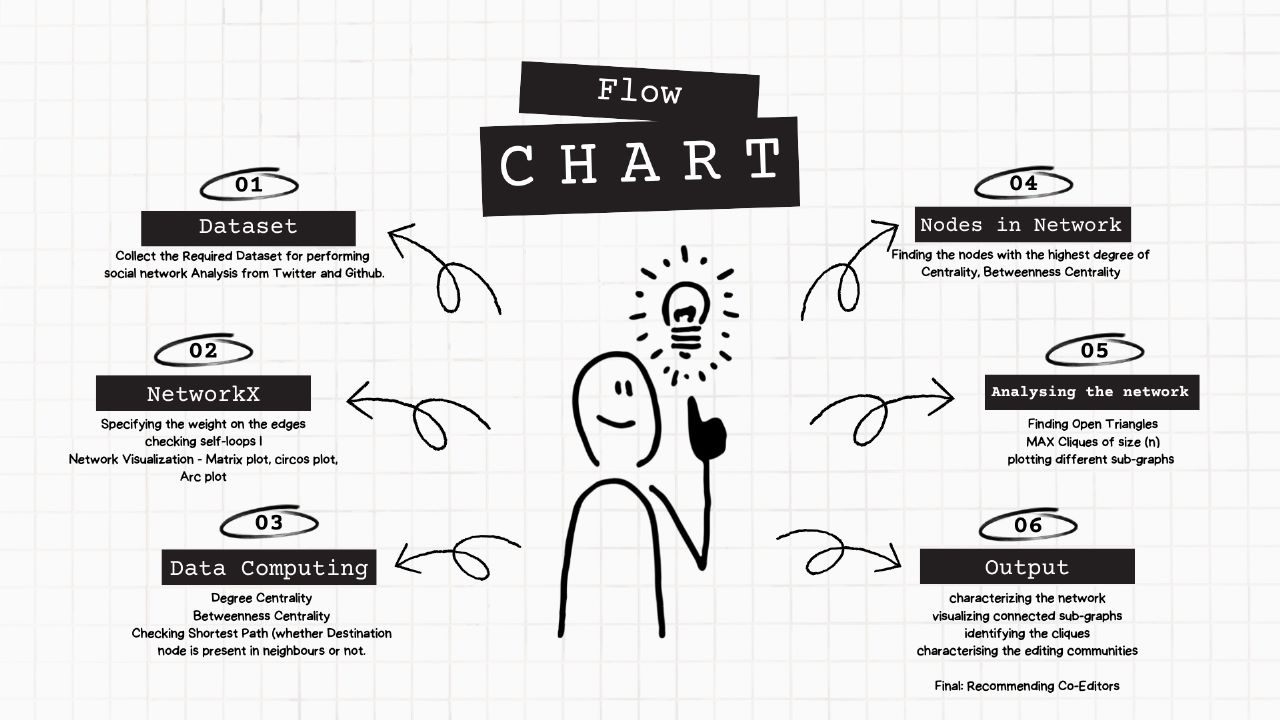 Flow
CHART
01
Dataset
Collect the Required Dataset for performing
social network Analysis from Twitter and Github.
02
NetworkX
Specifying the weight on the edges
checking self-loops |
Network Visualization - Matrix plot, circos plot,
Arc plot
03
Data Computing
Degree Centrality
Betweenness Centrality
Checking Shortest Path (whether Destination
node is present in neighbours or not.
04
Nodes in Network
Finding the nodes with the highest degree of
Centrality, Betweenness Centrality
05
Analysing the network
Finding Open Triangles
MAX Cliques of size (n)
plotting different sub-graphs
06
Output
characterizing the network
visualizing connected sub-graphs
identifying the cliques
characterising the editing communities
Final: Recommending Co-Editors